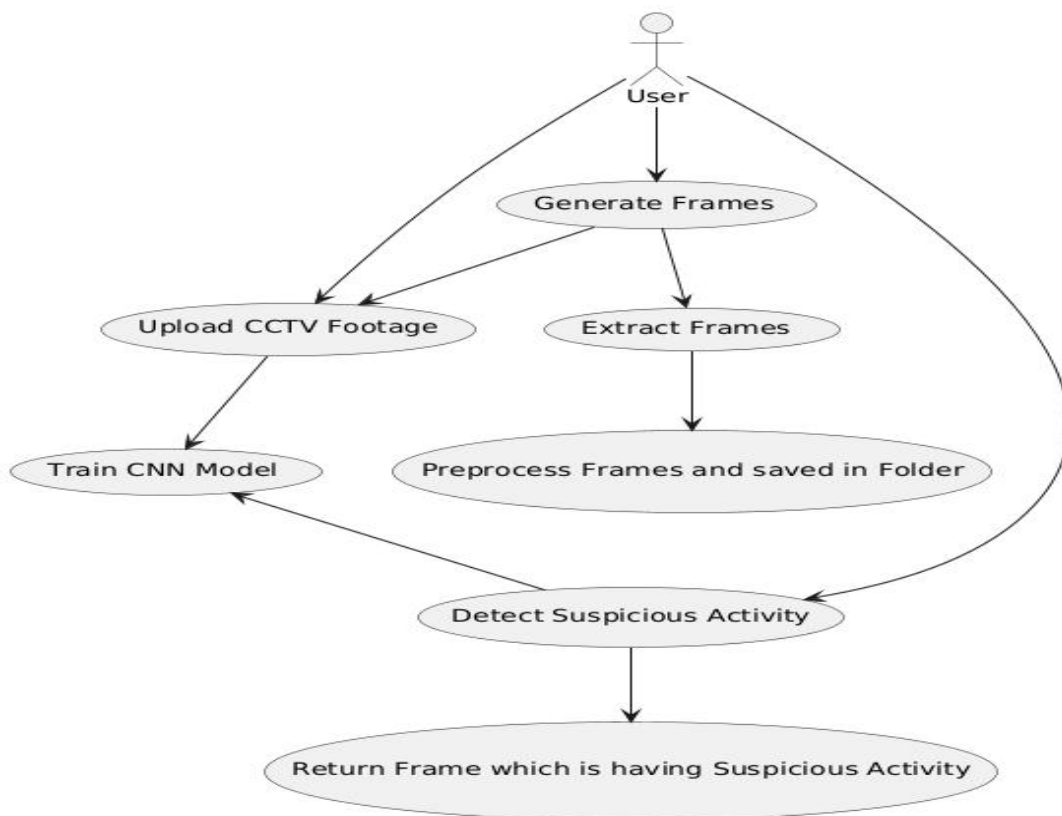 User
Generate Frames
Upload CCTV Footage
Extract Frames
Train CNN Model
Preprocess Frames and saved in Folder
Detect Suspicious Activity
Return Frame which is having Suspicious Activity